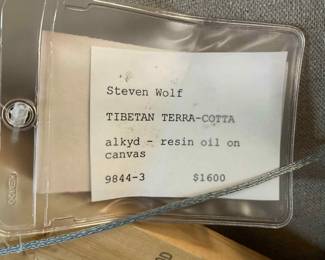 Steven Wolf
TIBETAN TERRA-COTTA
alkyd - resin oil on
canvas
9844-3 $1600